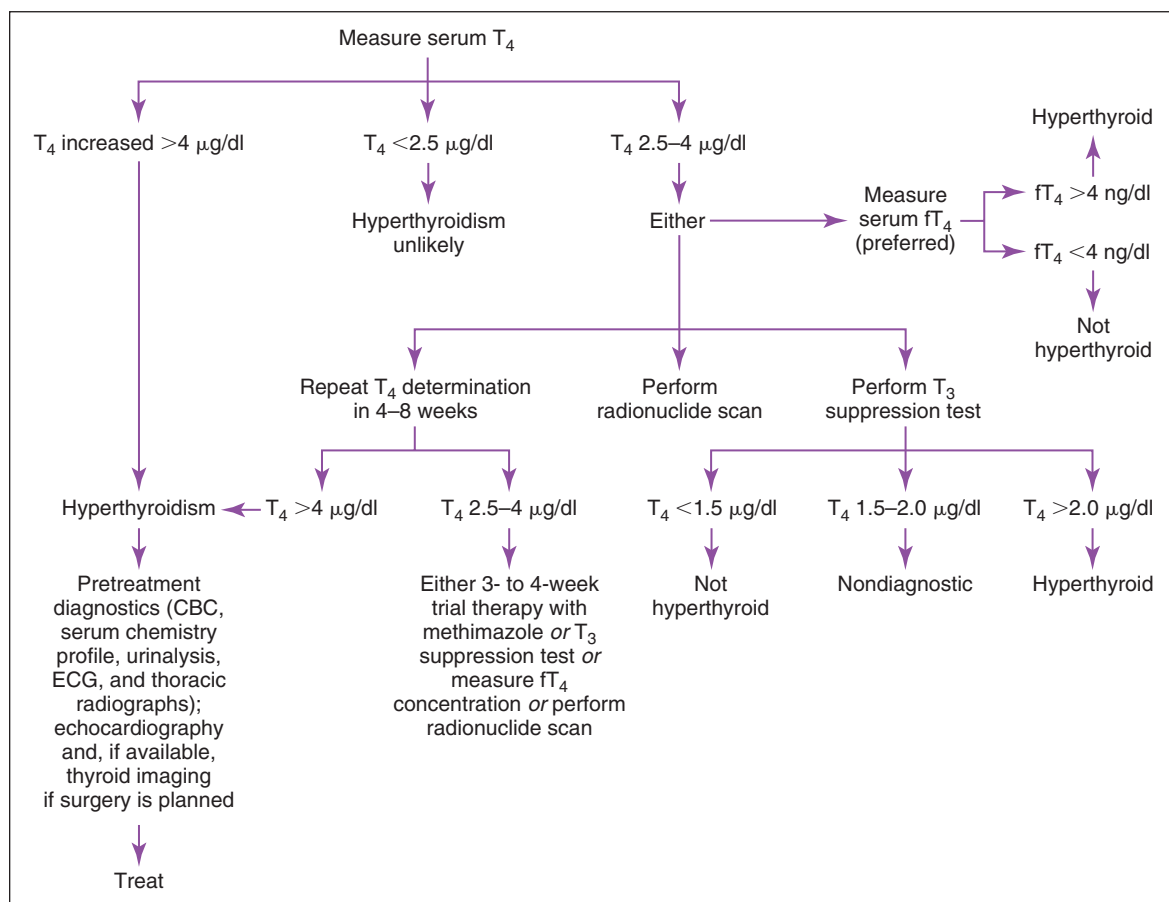 Measure serum T₄
T₄ increased >4 μg/dl
T₄ <2.5 μg/dl
T₄ 2.5–4 μg/dl
Hyperthyroidism
unlikely
Either
Measure
serum fT₄
(preferred)
Hyperthyroid
fT₄ >4 ng/dl
fT₄ <4 ng/dl
Not
hyperthyroid
Repeat T₄ determination
in 4–8 weeks
Perform
radionuclide scan
Perform T₃
suppression test
Hyperthyroidism
T₄ >4 μg/dl
T₄ 2.5–4 μg/dl
T₄ <1.5 μg/dl
T₄ 1.5–2.0 μg/dl
T₄ >2.0 μg/dl
Pretreatment
diagnostics (CBC,
serum chemistry
profile, urinalysis,
ECG, and thoracic
radiographs);
echocardiography
and, if available,
thyroid imaging
if surgery is planned
Either 3- to 4-week
trial therapy with
methimazole or T₃
suppression test or
measure fT₄
concentration or perform
radionuclide scan
Not
hyperthyroid
Nondiagnostic
Hyperthyroid
Treat